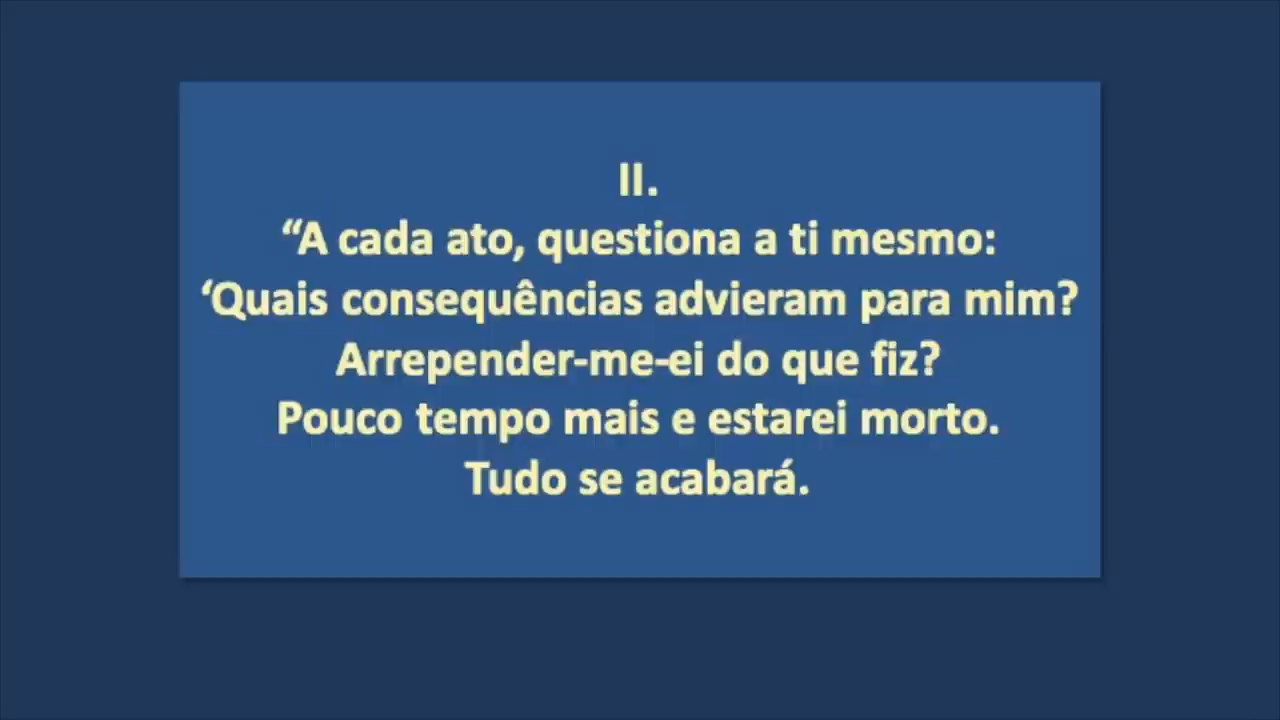 II.
“A cada ato, questiona a ti mesmo:
‘Quais consequências advieram para mim?
Arrepender-me-ei do que fiz?
Pouco tempo mais e estarei morto.
Tudo se acabará.